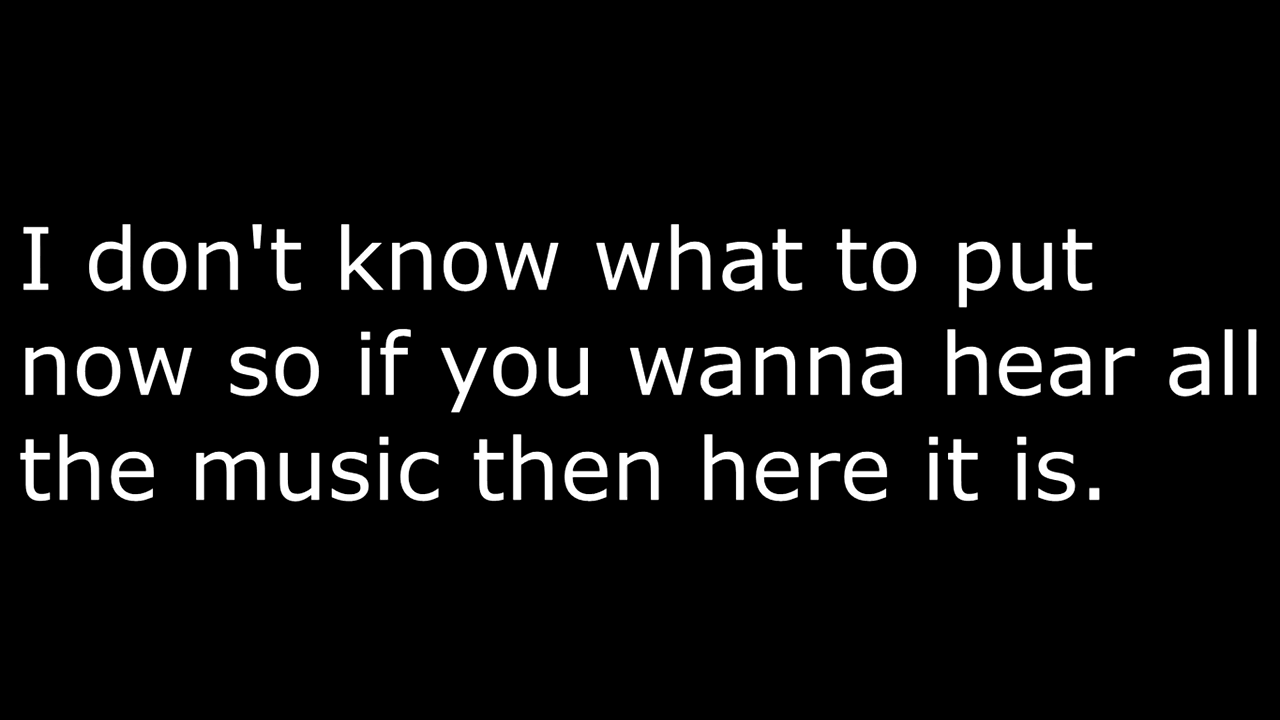 I don't know what to put
now so if you wanna hear all
the music then here it is.